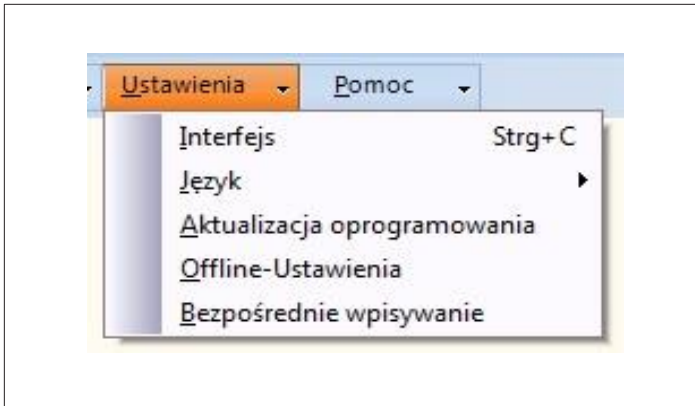 Ustawienia Pomoc
Interfejs Strg+C
Język
Aktualizacja oprogramowania
Offline-Ustawienia
Bezpośrednie wpisywanie